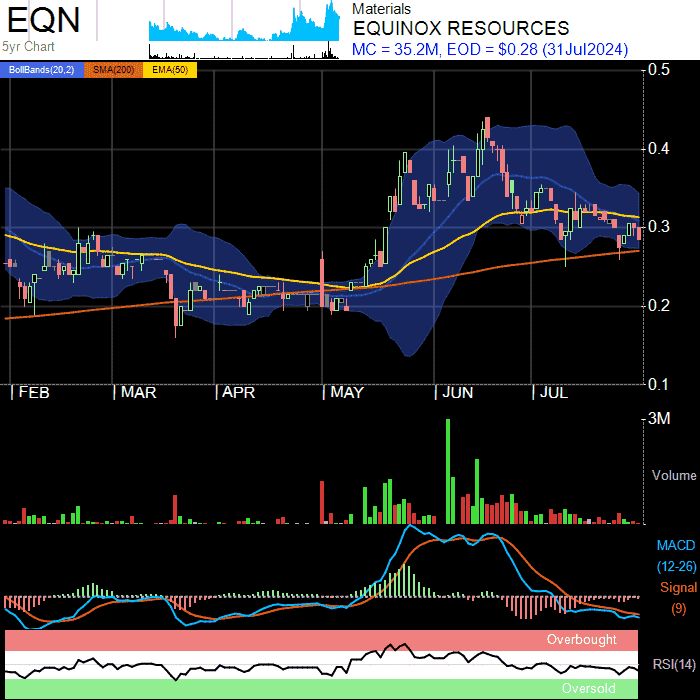 EQN
5yr Chart
Materials
EQUINOX RESOURCES
MC = 35.2M, EOD = $0.28 (31Jul2024)
BollBands(20,2) SMA(200) EMA(50)
0.5
0.4
0.3
0.2
0.1
FEB MAR APR MAY JUN JUL
3M
Volume
MACD
(12-26)
Signal
(9)
Overbought
RSI(14)
Oversold